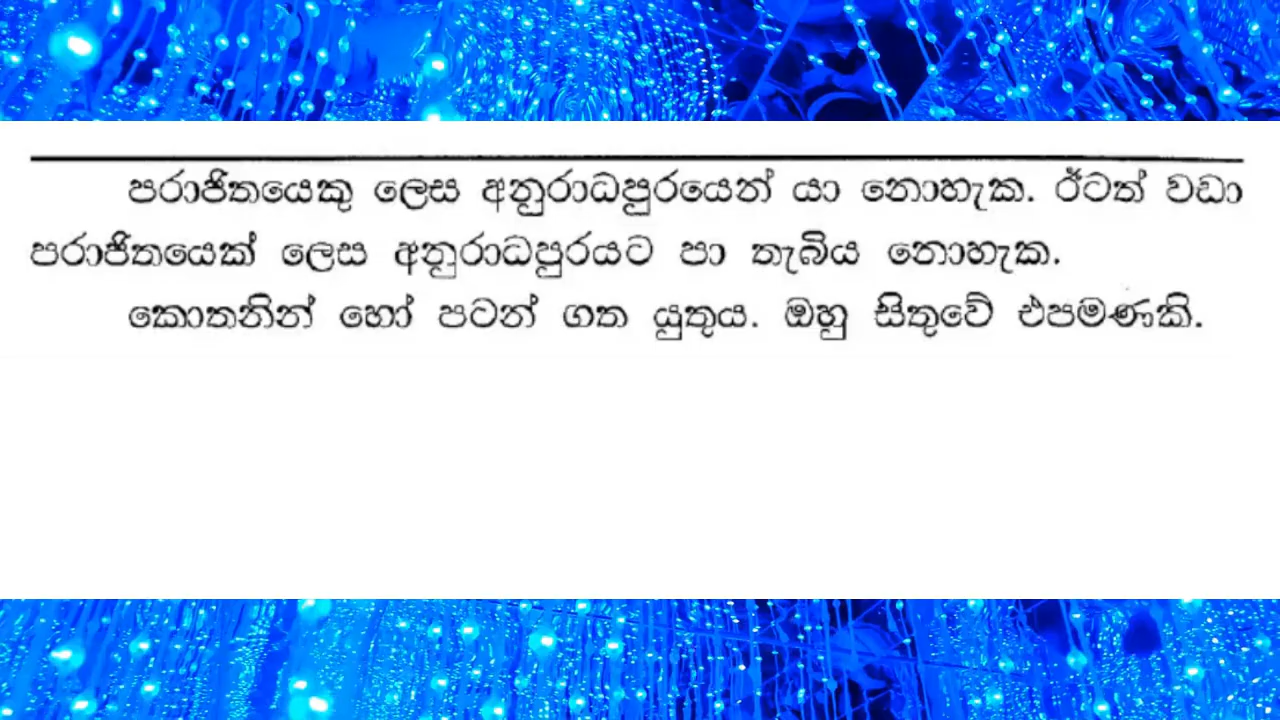 පරාජිතයෙකු ලෙස අනුරාධපුරයෙන් යා නොහැක. ඊටත් වඩා
පරාජිතයෙක් ලෙස අනුරාධපුරයට පා තැබිය නොහැක.
කොතනින් හෝ පටන් ගත යුතුය. ඔහු සිතුවේ එපමණකි.